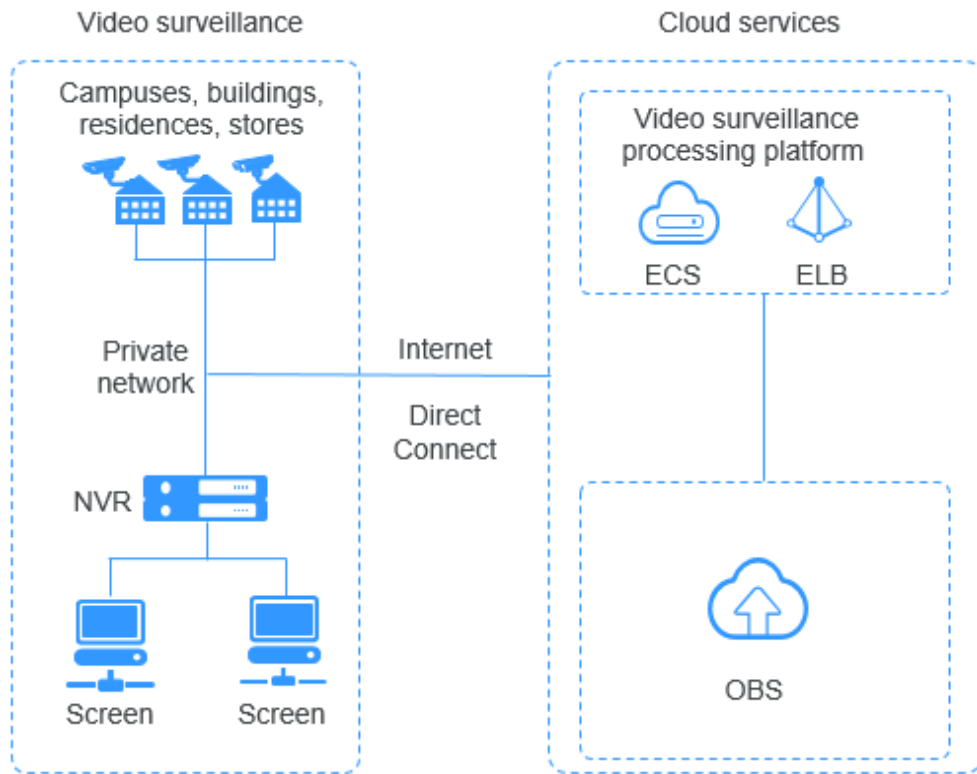 Video surveillance
Campuses, buildings,
residences, stores
Private
network
NVR
Screen
Screen
Internet
Direct
Connect
Cloud services
Video surveillance
processing platform
ECS
ELB
OBS